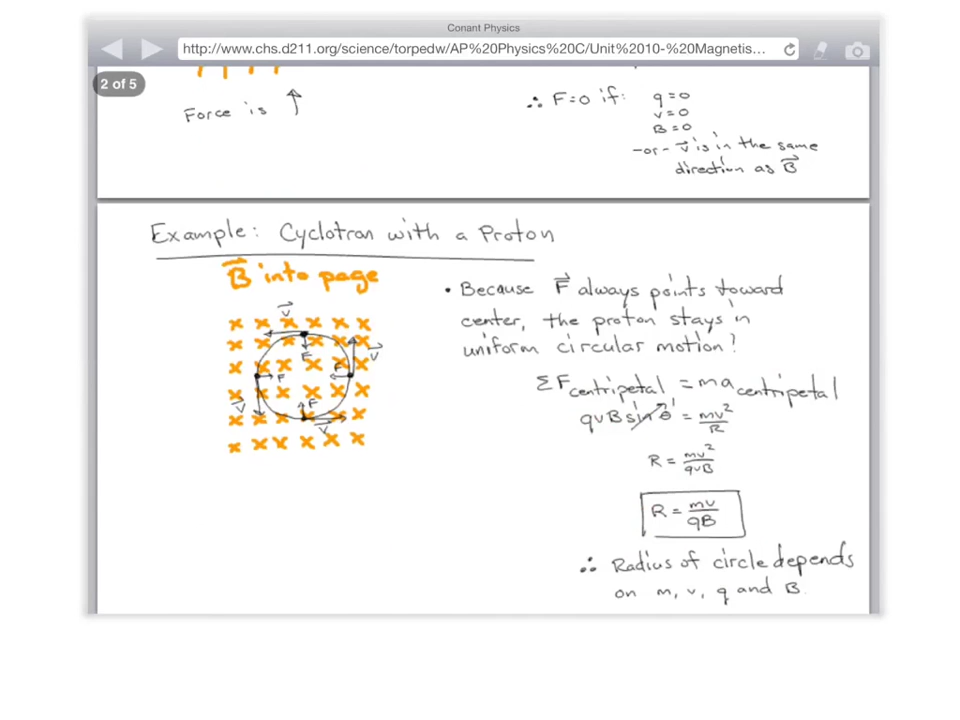 Conant Physics
http://www.chs.d211.org/science/torpedw/AP%20Physics%20C/Unit%2010-%20Magnetis...
2 of 5
Force is ↑
∴ F=0 if:
q=0
v=0
B=0
-or- v⃗ is in the same
direction as B⃗
Example: Cyclotron with a Proton
B⃗ into page
x x x x x x
x x x x x x
x x x x x x
x x x x x x
x x x x x x
x x x x x x
v⃗
F
v⃗
F
F
v⃗
F
v⃗
• Because F⃗ always points toward
center, the proton stays in
uniform circular motion!
ΣF centripetal = ma centripetal
qvB sin θ 1 = mv²/R
R = mv²/qvB
R = mv/qB
∴ Radius of circle depends
on m, v, q and B.